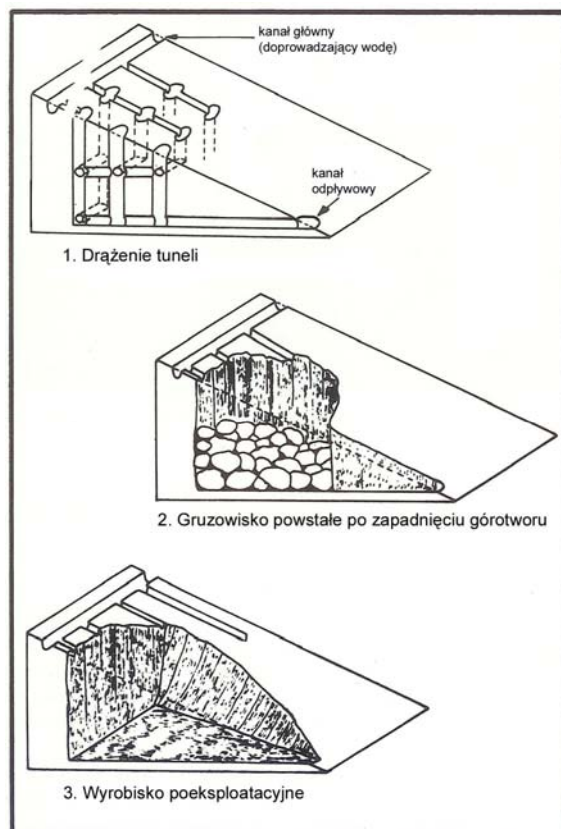 kanał główny
(doprowadzający wodę)
kanał
odpływowy
1. Drążenie tuneli
2. Gruzowisko powstałe po zapadnięciu górotworu
3. Wyrobisko poeksploatacyjne